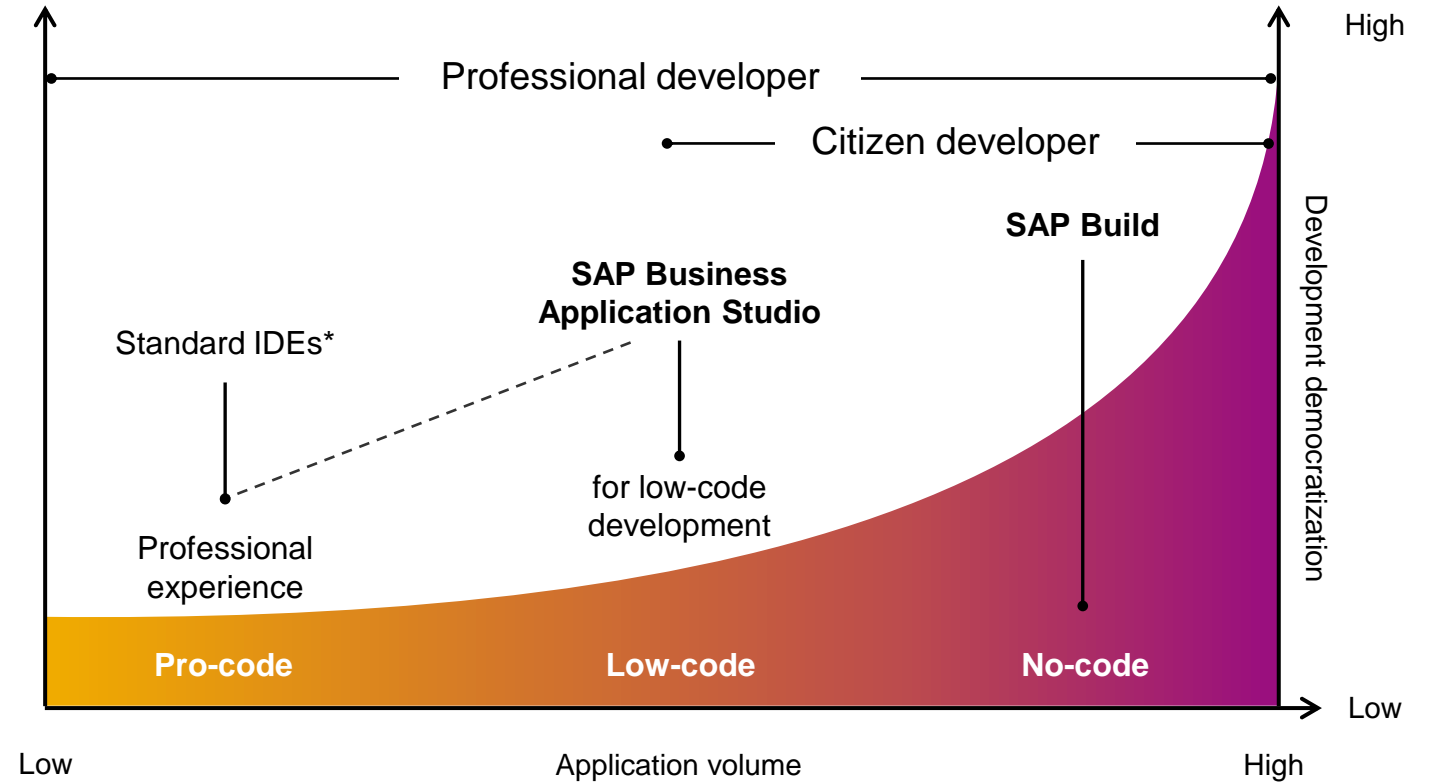 High
Professional developer
Citizen developer
SAP Build
SAP Business
Application Studio
Standard IDEs*
Development democratization
for low-code
development
Professional
experience
Pro-code
Low-code
No-code
Low
Low
Application volume
High